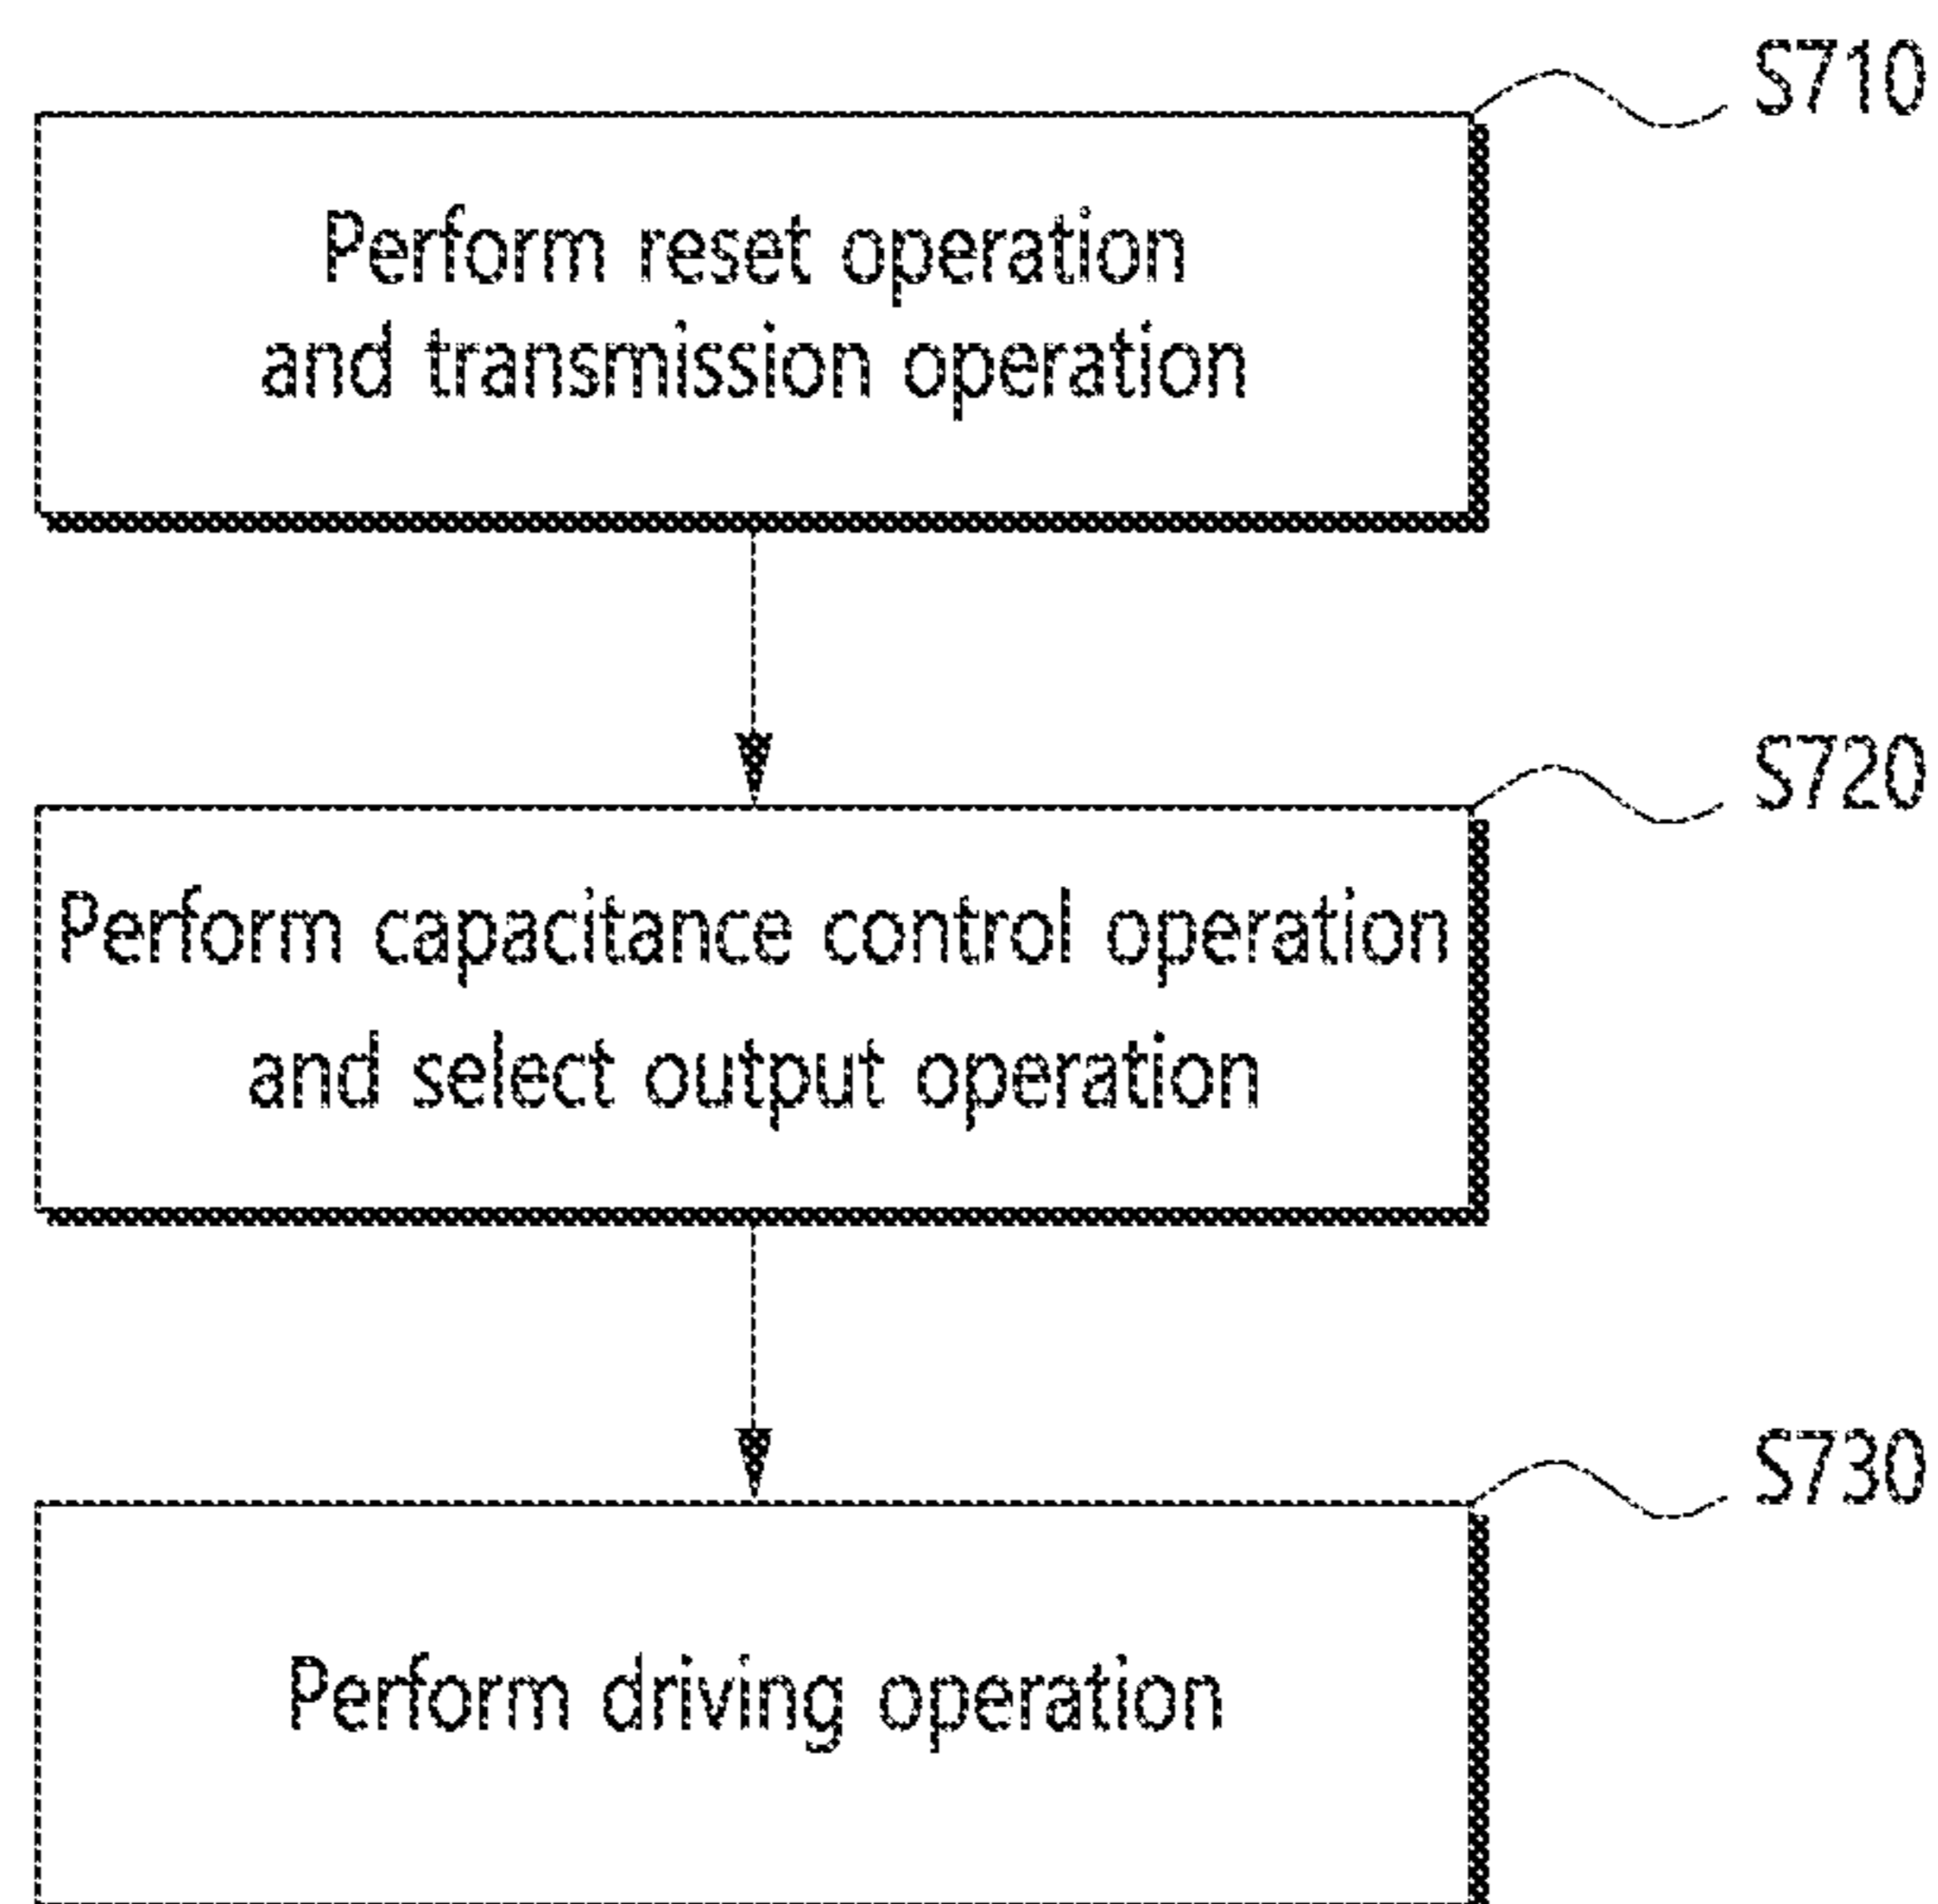 S710
Perform reset operation
and transmission operation
S720
Perform capacitance control operation
and select output operation
S730
Perform driving operation